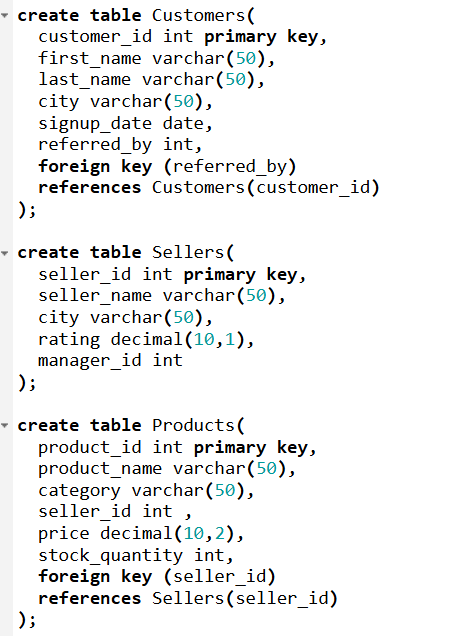 create table Customers(
  customer_id int primary key,
  first_name varchar(50),
  last_name varchar(50),
  city varchar(50),
  signup_date date,
  referred_by int,
  foreign key (referred_by)
  references Customers(customer_id)
);

create table Sellers(
  seller_id int primary key,
  seller_name varchar(50),
  city varchar(50),
  rating decimal(10,1),
  manager_id int
);

create table Products(
  product_id int primary key,
  product_name varchar(50),
  category varchar(50),
  seller_id int ,
  price decimal(10,2),
  stock_quantity int,
  foreign key (seller_id)
  references Sellers(seller_id)
);